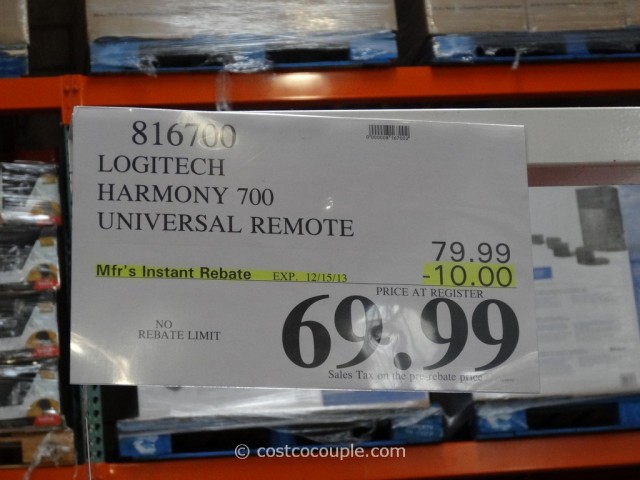 816700
LOGITECH
HARMONY 700
UNIVERSAL REMOTE
79.99
Mfr's Instant Rebate EXP. 12/15/13 -10.00
PRICE AT REGISTER
NO
REBATE LIMIT
69.99
Sales Tax on the pre-rebate price
© costcocouple.com